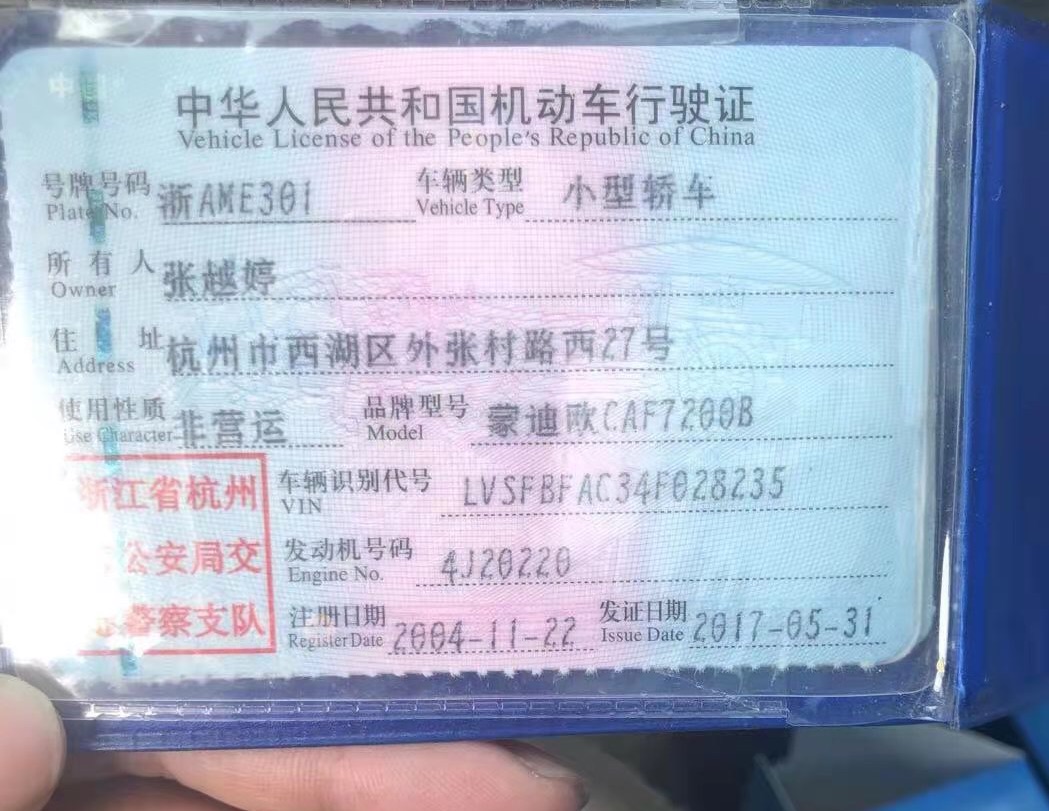 中华人民共和国机动车行驶证
Vehicle License of the People's Republic of China
号牌号码 浙AME301 车辆类型 小型轿车
Plate No. Vehicle Type
所有人 张越婷
Owner
住址 杭州市西湖区外张村路西27号
Address
使用性质 非营运 品牌型号 蒙迪欧CAF7200B
Use Character Model
浙江省杭州 车辆识别代号 LVSFBFAC34F028235
VIN
公安局交 发动机号码 4J20220
Engine No.
警察支队 注册日期 2004-11-22 发证日期 2017-05-31
Register Date Issue Date